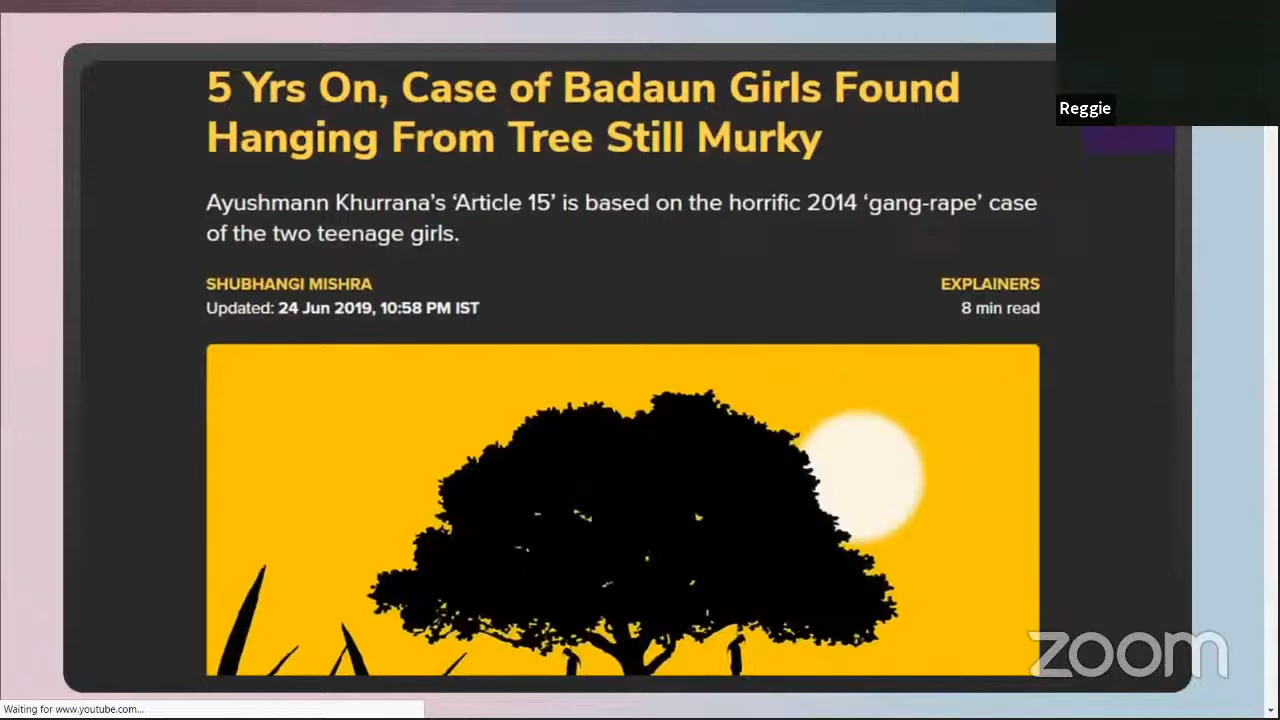 5 Yrs On, Case of Badaun Girls Found
Hanging From Tree Still Murky
Reggie
Ayushmann Khurrana's ‘Article 15’ is based on the horrific 2014 ‘gang-rape’ case
of the two teenage girls.
SHUBHANGI MISHRA
EXPLAINERS
Updated: 24 Jun 2019, 10:58 PM IST
8 min read
zoom
Waiting for www.youtube.com...